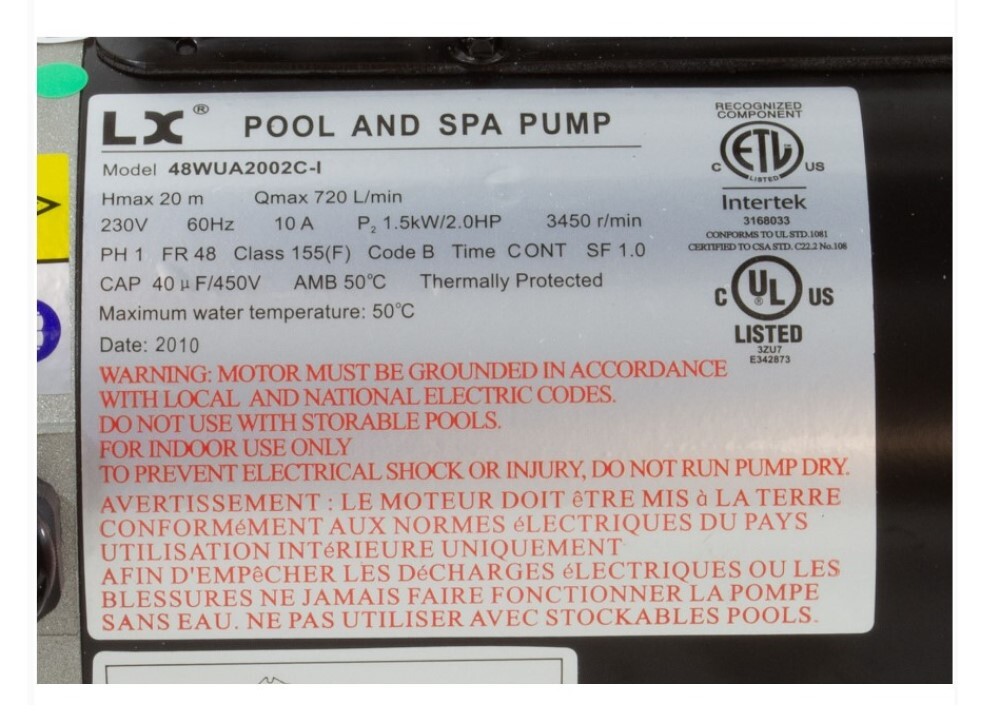 LX® POOL AND SPA PUMP
Model 48WUA2002C-I
Hmax 20 m Qmax 720 L/min
230V 60Hz 10 A P₂ 1.5kW/2.0HP 3450 r/min
PH 1 FR 48 Class 155(F) Code B Time CONT SF 1.0
CAP 40 μF/450V AMB 50℃ Thermally Protected
Maximum water temperature: 50℃
Date: 2010
RECOGNIZED
COMPONENT
C ETL US
LISTED
Intertek
3168033
CONFORMS TO UL STD.1081
CERTIFIED TO CSA STD. C22.2 No.108
C UL® US
LISTED
3ZU7
E342873
WARNING: MOTOR MUST BE GROUNDED IN ACCORDANCE
WITH LOCAL AND NATIONAL ELECTRIC CODES.
DO NOT USE WITH STORABLE POOLS.
FOR INDOOR USE ONLY
TO PREVENT ELECTRICAL SHOCK OR INJURY, DO NOT RUN PUMP DRY.
AVERTISSEMENT : LE MOTEUR DOIT êTRE MIS à LA TERRE
CONFORMéMENT AUX NORMES éLECTRIQUES DU PAYS
UTILISATION INTéRIEURE UNIQUEMENT
AFIN D'EMPêCHER LES DéCHARGES éLECTRIQUES OU LES
BLESSURES NE JAMAIS FAIRE FONCTIONNER LA POMPE
SANS EAU. NE PAS UTILISER AVEC STOCKABLES POOLS.